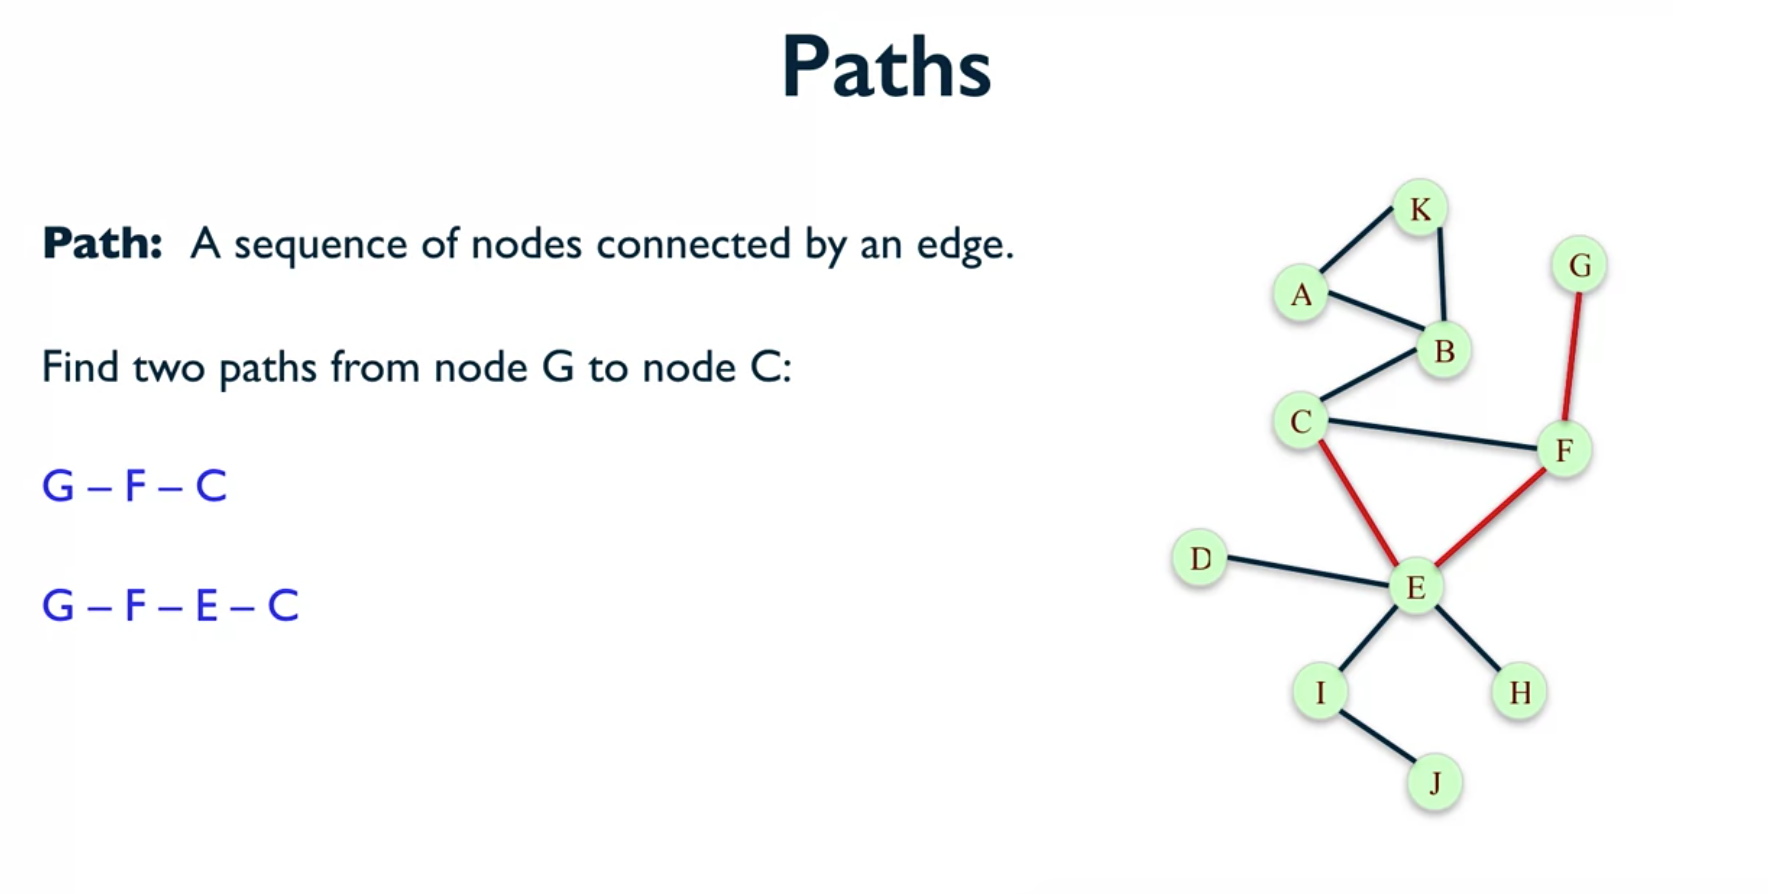 Paths
Path: A sequence of nodes connected by an edge.
Find two paths from node G to node C:
G – F – C
G – F – E – C
K
G
A
B
C
F
D
E
I
H
J